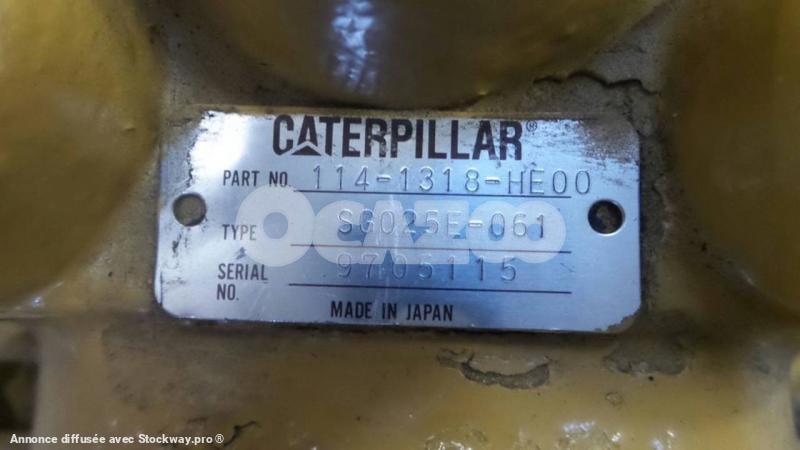 CATERPILLAR®
PART NO. 114-1318-HE00
TYPE SG025E-061
SERIAL NO. 9705115
MADE IN JAPAN
OCAZOO
Annonce diffusée avec Stockway.pro®